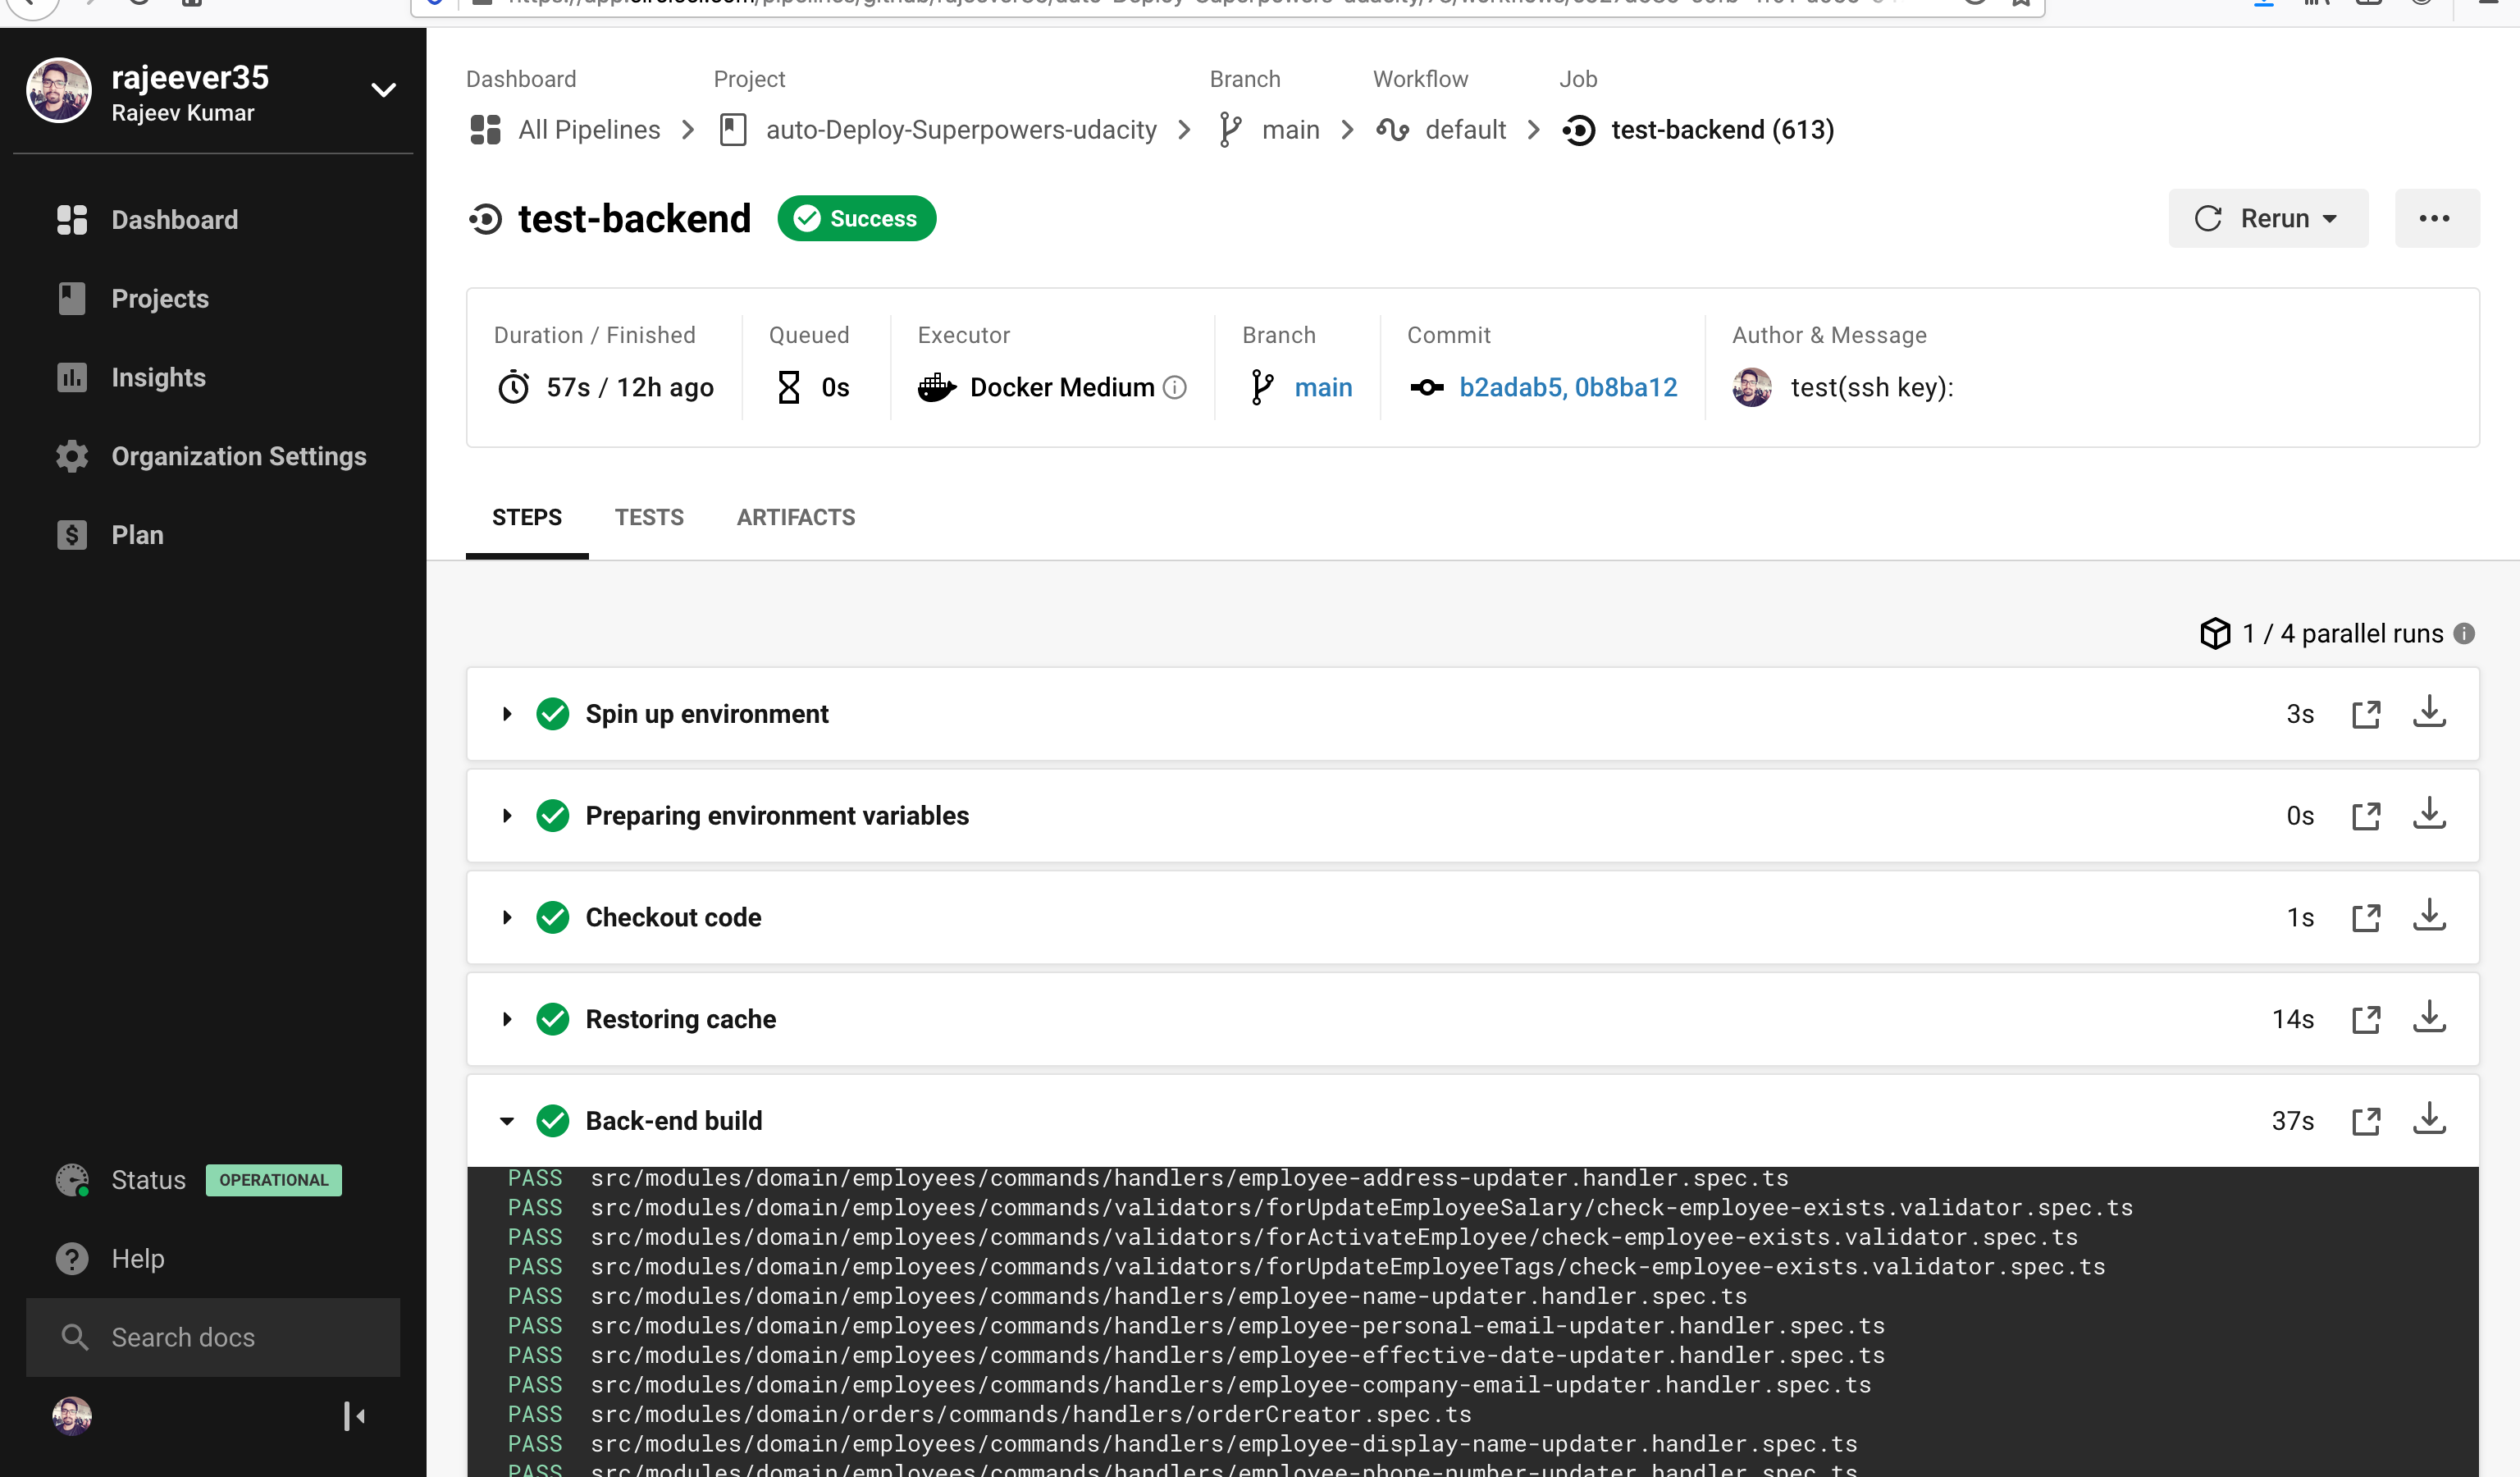 rajeever35
Rajeev Kumar
Dashboard
Projects
Insights
Organization Settings
Plan
Status OPERATIONAL
Help
Search docs
Dashboard Project Branch Workflow Job
All Pipelines auto-Deploy-Superpowers-udacity main default test-backend (613)
test-backend Success Rerun
Duration / Finished Queued Executor Branch Commit Author & Message
57s / 12h ago 0s Docker Medium main b2adab5, 0b8ba12 test(ssh key):
STEPS TESTS ARTIFACTS
1 / 4 parallel runs
Spin up environment 3s
Preparing environment variables 0s
Checkout code 1s
Restoring cache 14s
Back-end build 37s
PASS src/modules/domain/employees/commands/handlers/employee-address-updater.handler.spec.ts
PASS src/modules/domain/employees/commands/validators/forUpdateEmployeeSalary/check-employee-exists.validator.spec.ts
PASS src/modules/domain/employees/commands/validators/forActivateEmployee/check-employee-exists.validator.spec.ts
PASS src/modules/domain/employees/commands/validators/forUpdateEmployeeTags/check-employee-exists.validator.spec.ts
PASS src/modules/domain/employees/commands/handlers/employee-name-updater.handler.spec.ts
PASS src/modules/domain/employees/commands/handlers/employee-personal-email-updater.handler.spec.ts
PASS src/modules/domain/employees/commands/handlers/employee-effective-date-updater.handler.spec.ts
PASS src/modules/domain/employees/commands/handlers/employee-company-email-updater.handler.spec.ts
PASS src/modules/domain/orders/commands/handlers/orderCreator.spec.ts
PASS src/modules/domain/employees/commands/handlers/employee-display-name-updater.handler.spec.ts
PASS src/modules/domain/employees/commands/handlers/employee-phone-number-updater.handler.spec.ts